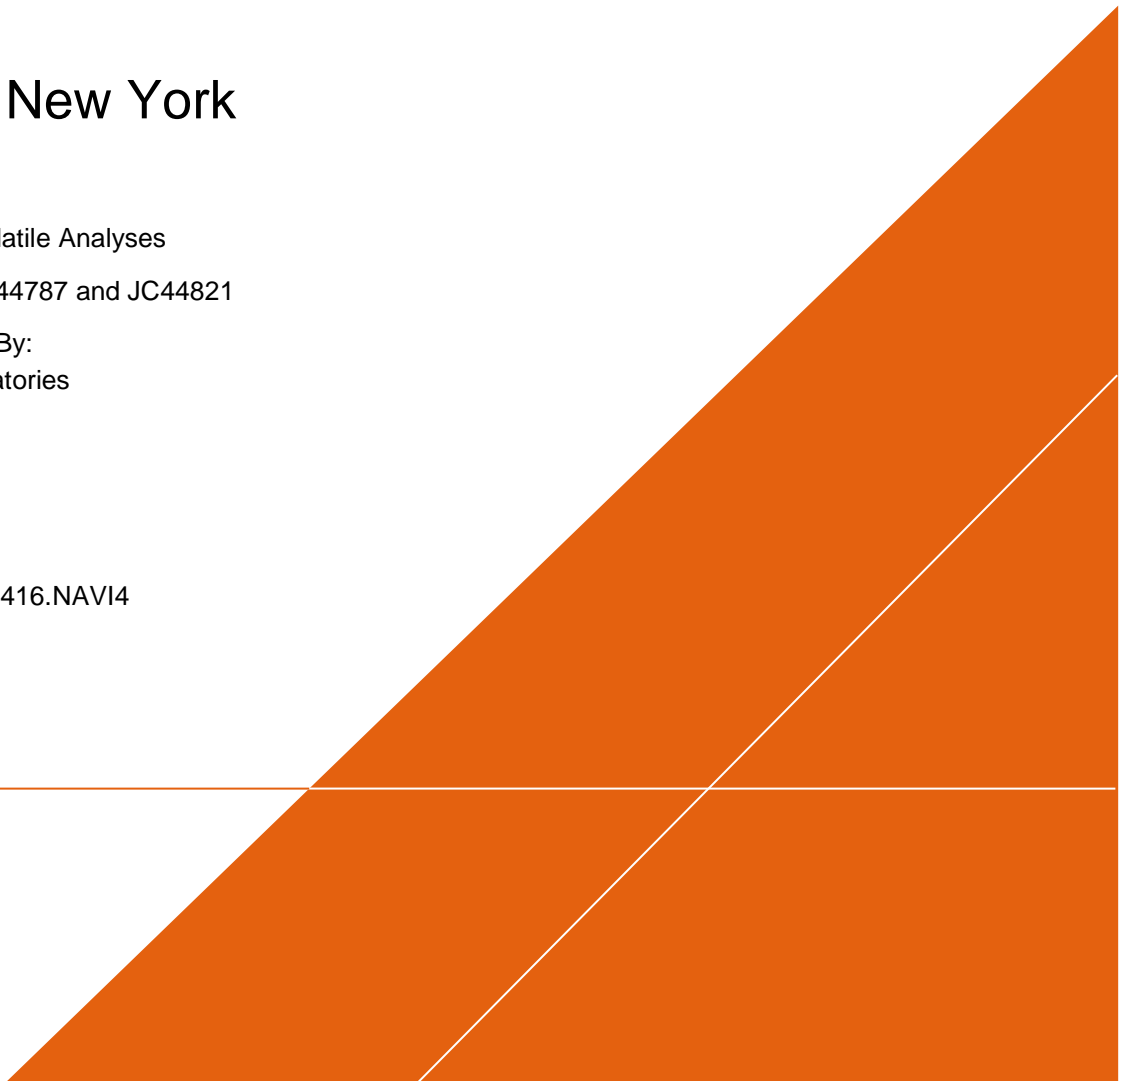 New York
latile Analyses
44787 and JC44821
By:
atories
416.NAVI4